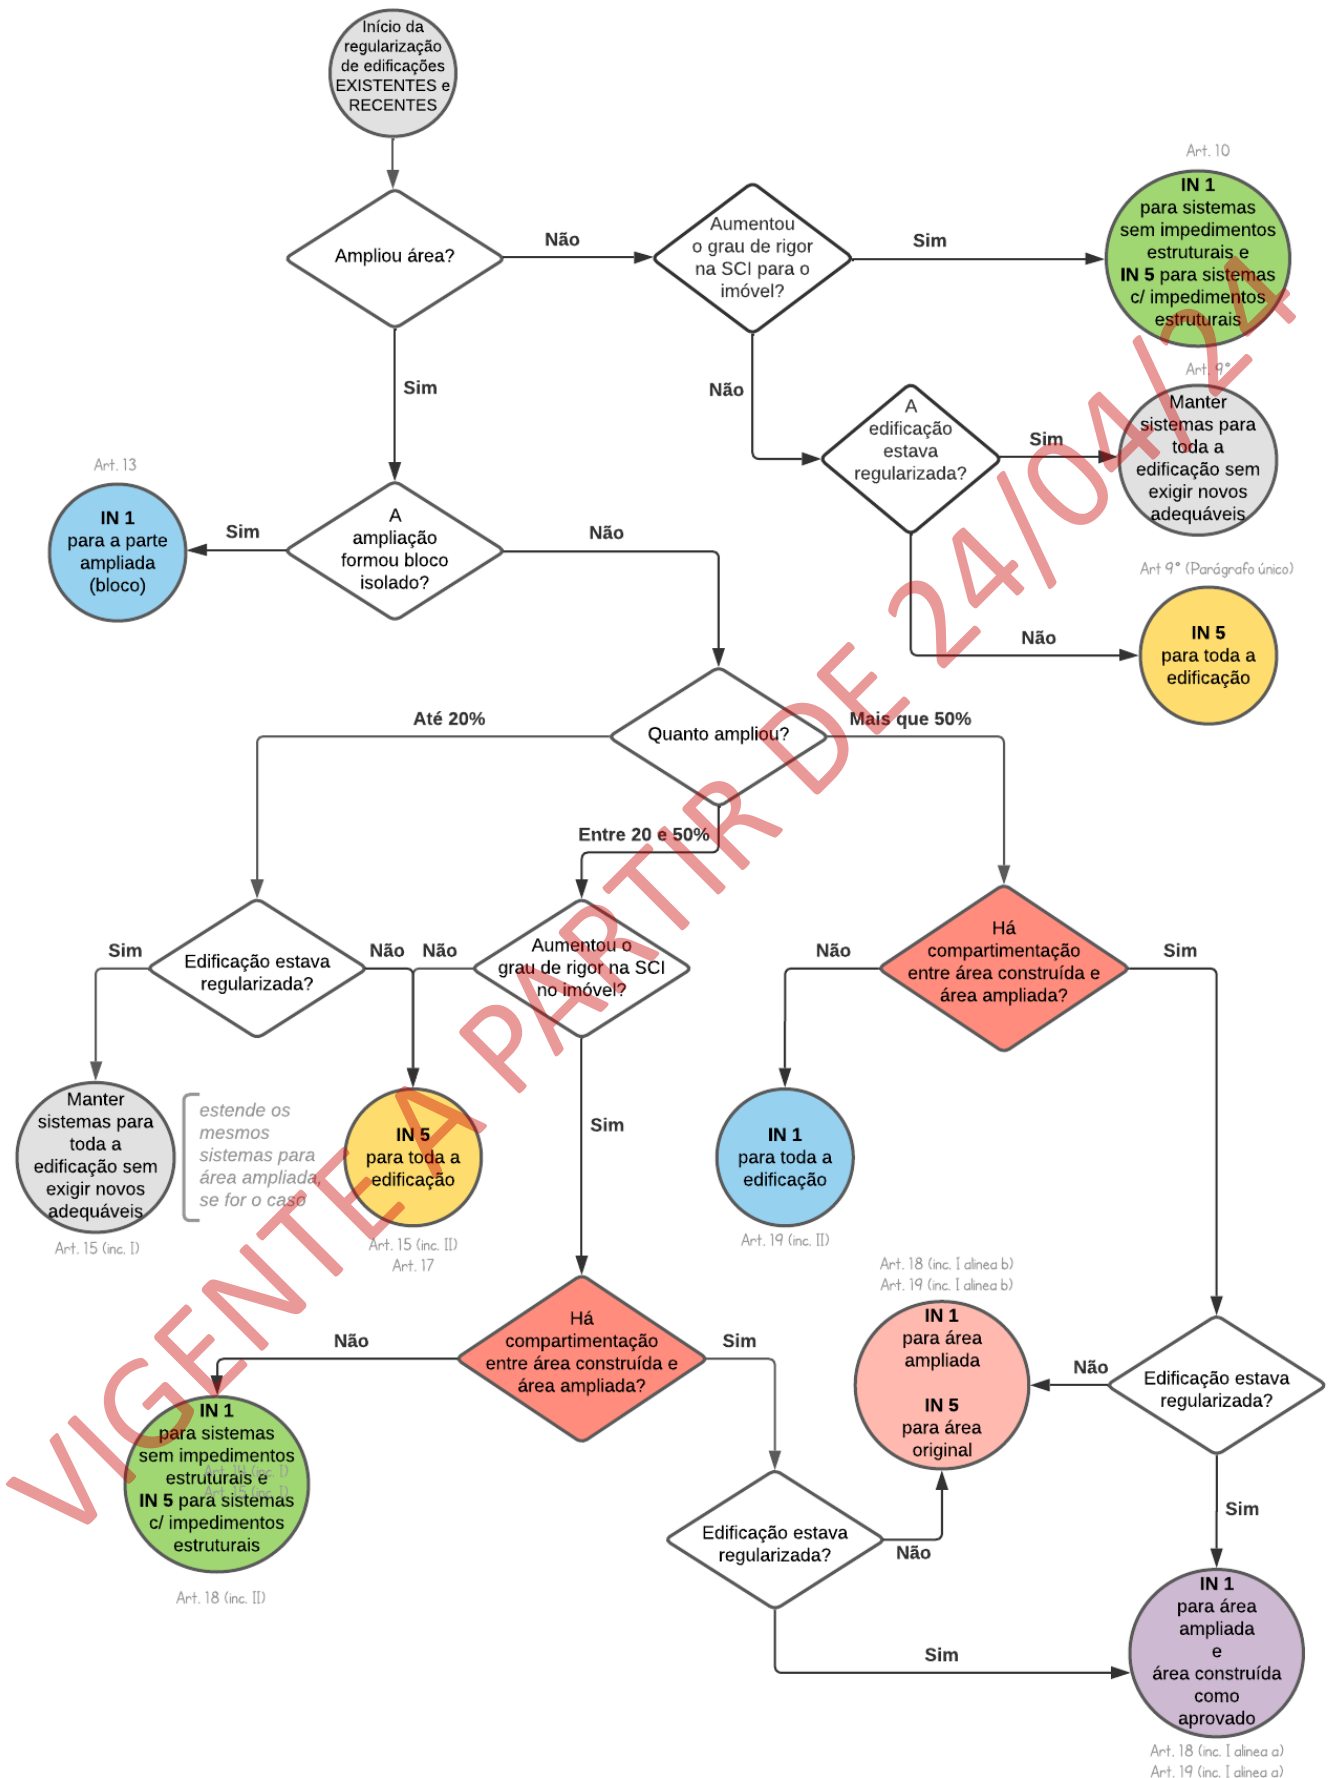 Início da
regularização
de edificações
EXISTENTES e
RECENTES
Art. 10
IN 1
para sistemas
sem impedimentos
estruturais e
IN 5 para sistemas
c/ impedimentos
estruturais
Ampliou área?
Não
Aumentou
o grau de rigor
na SCI para o
imóvel?
Sim
Sim
Não
Art. 9°
A
edificação
estava
regularizada?
Sim
Manter
sistemas para
toda a
edificação sem
exigir novos
adequáveis
Art. 13
IN 1
para a parte
ampliada
(bloco)
Sim
A
ampliação
formou bloco
isolado?
Não
Art 9° (Parágrafo único)
Não
IN 5
para toda a
edificação
Até 20%
Quanto ampliou?
Mais que 50%
Entre 20 e 50%
Sim
Edificação estava
regularizada?
Não
Não
Aumentou o
grau de rigor na SCI
no imóvel?
Não
Há
compartimentação
entre área construída e
área ampliada?
Sim
Manter
sistemas para
toda a
edificação sem
exigir novos
adequáveis
estende os
mesmos
sistemas para
área ampliada,
se for o caso
IN 5
para toda a
edificação
Sim
IN 1
para toda a
edificação
Art. 15 (inc. I)
Art. 15 (inc. II)
Art. 17
Art. 19 (inc. II)
Art. 18 (inc. I alinea b)
Art. 19 (inc. I alinea b)
Não
Há
compartimentação
entre área construída e
área ampliada?
Sim
IN 1
para área
ampliada
IN 5
para área
original
Não
Edificação estava
regularizada?
IN 1
para sistemas
sem impedimentos
estruturais e
IN 5 para sistemas
c/ impedimentos
estruturais
Art. 14 (inc. I)
Art. 15 (inc. I)
Art. 18 (inc. II)
Edificação estava
regularizada?
Não
Sim
Sim
IN 1
para área
ampliada
e
área construída
como
aprovado
Art. 18 (inc. I alinea a)
Art. 19 (inc. I alinea a)
VIGENTE A PARTIR DE 24/04/24